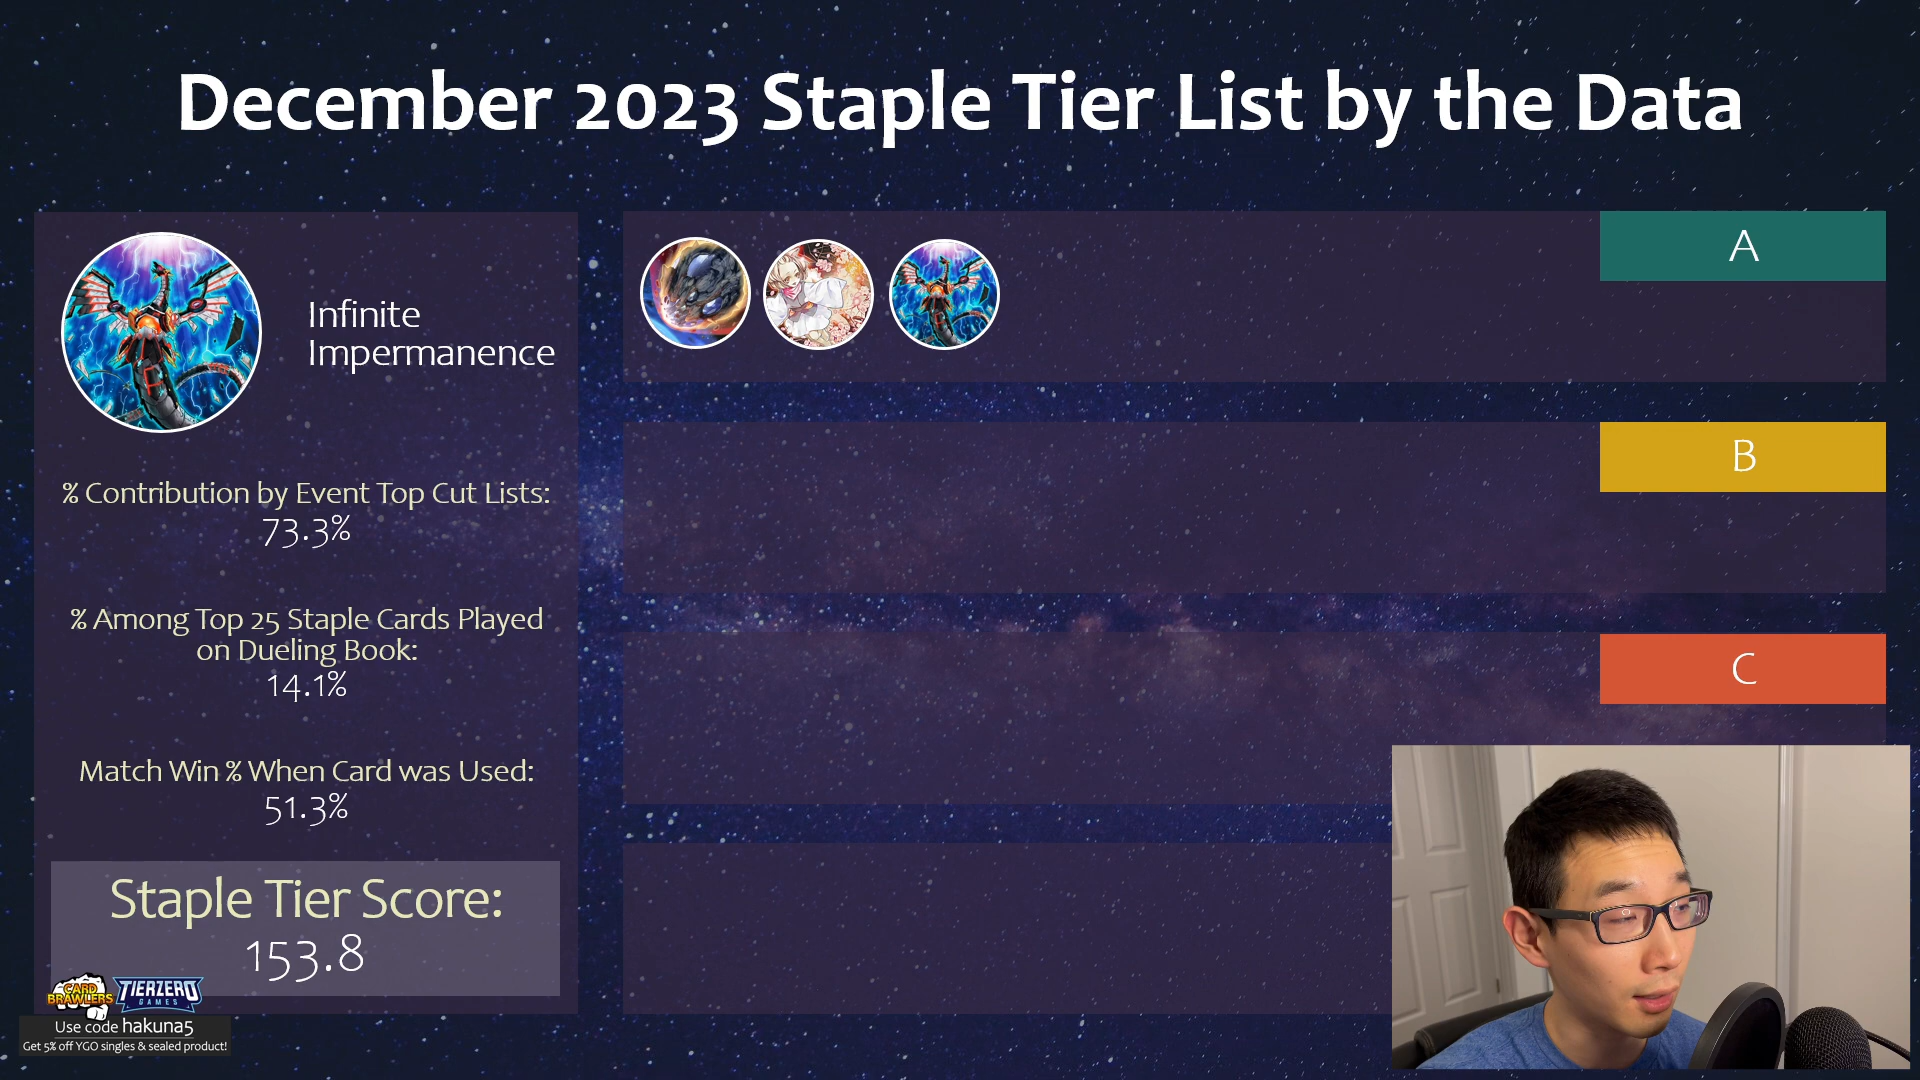 December 2023 Staple Tier List by the Data
Infinite
Impermanence
% Contribution by Event Top Cut Lists:
73.3%
% Among Top 25 Staple Cards Played
on Dueling Book:
14.1%
Match Win % When Card was Used:
51.3%
Staple Tier Score:
153.8
CARD
BRAWLERS
TIERZERO
GAMES
Use code hakuna5
Get 5% off YGO singles & sealed product!
A
B
C